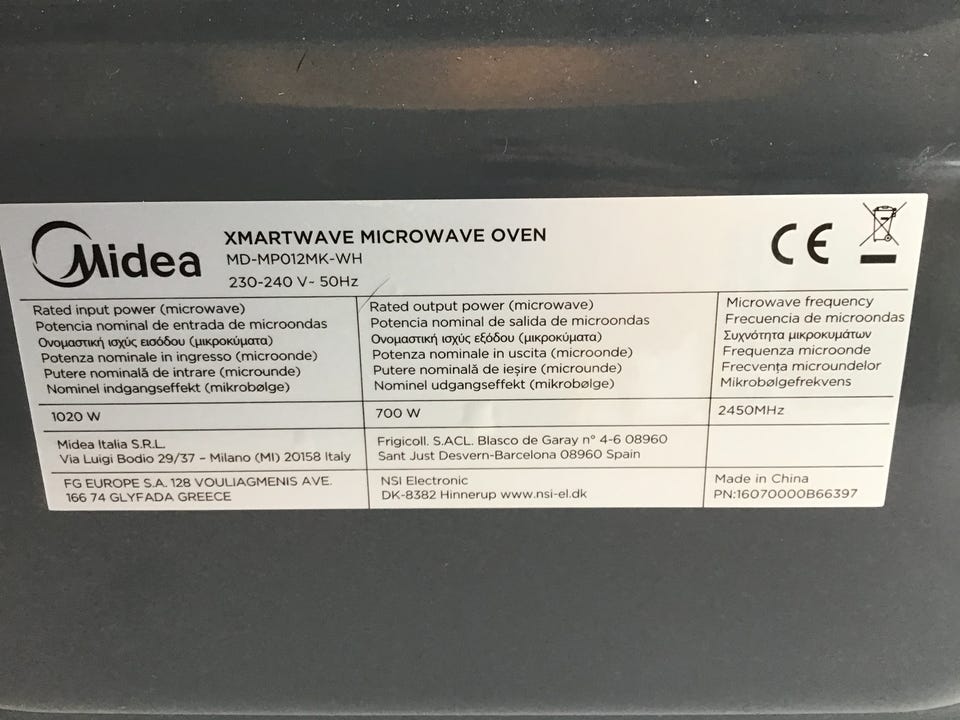 Midea
XMARTWAVE MICROWAVE OVEN
MD-MP012MK-WH
230-240 V~ 50Hz
CE
Rated input power (microwave)
Potencia nominal de entrada de microondas
Ονομαστική ισχύς εισόδου (μικροκύματα)
Potenza nominale in ingresso (microonde)
Putere nominală de intrare (microunde)
Nominel indgangseffekt (mikrobølge)
Rated output power (microwave)
Potencia nominal de salida de microondas
Ονομαστική ισχύς εξόδου (μικροκύματα)
Potenza nominale in uscita (microonde)
Putere nominală de ieșire (microunde)
Nominel udgangseffekt (mikrobølge)
Microwave frequency
Frecuencia de microondas
Συχνότητα μικροκυμάτων
Frequenza microonde
Frecvența microundelor
Mikrobølgefrekvens
1020 W
700 W
2450MHz
Midea Italia S.R.L.
Via Luigi Bodio 29/37 – Milano (MI) 20158 Italy
Frigicoll. S.ACL. Blasco de Garay nº 4-6 08960
Sant Just Desvern-Barcelona 08960 Spain
FG EUROPE S.A. 128 VOULIAGMENIS AVE.
166 74 GLYFADA GREECE
NSI Electronic
DK-8382 Hinnerup www.nsi-el.dk
Made in China
PN:16070000B66397